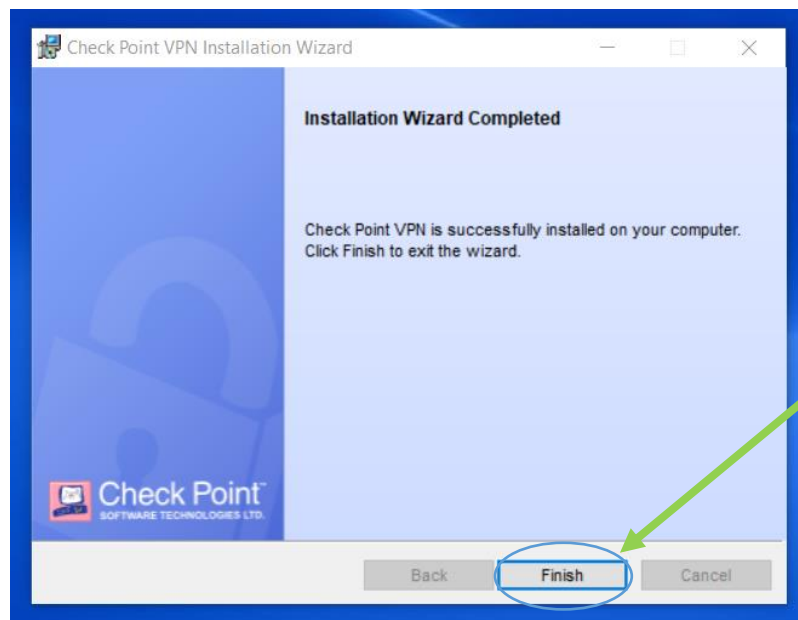 Check Point VPN Installation Wizard
Installation Wizard Completed
Check Point VPN is successfully installed on your computer.
Click Finish to exit the wizard.
Check Point™
SOFTWARE TECHNOLOGIES LTD.
Back Finish Cancel